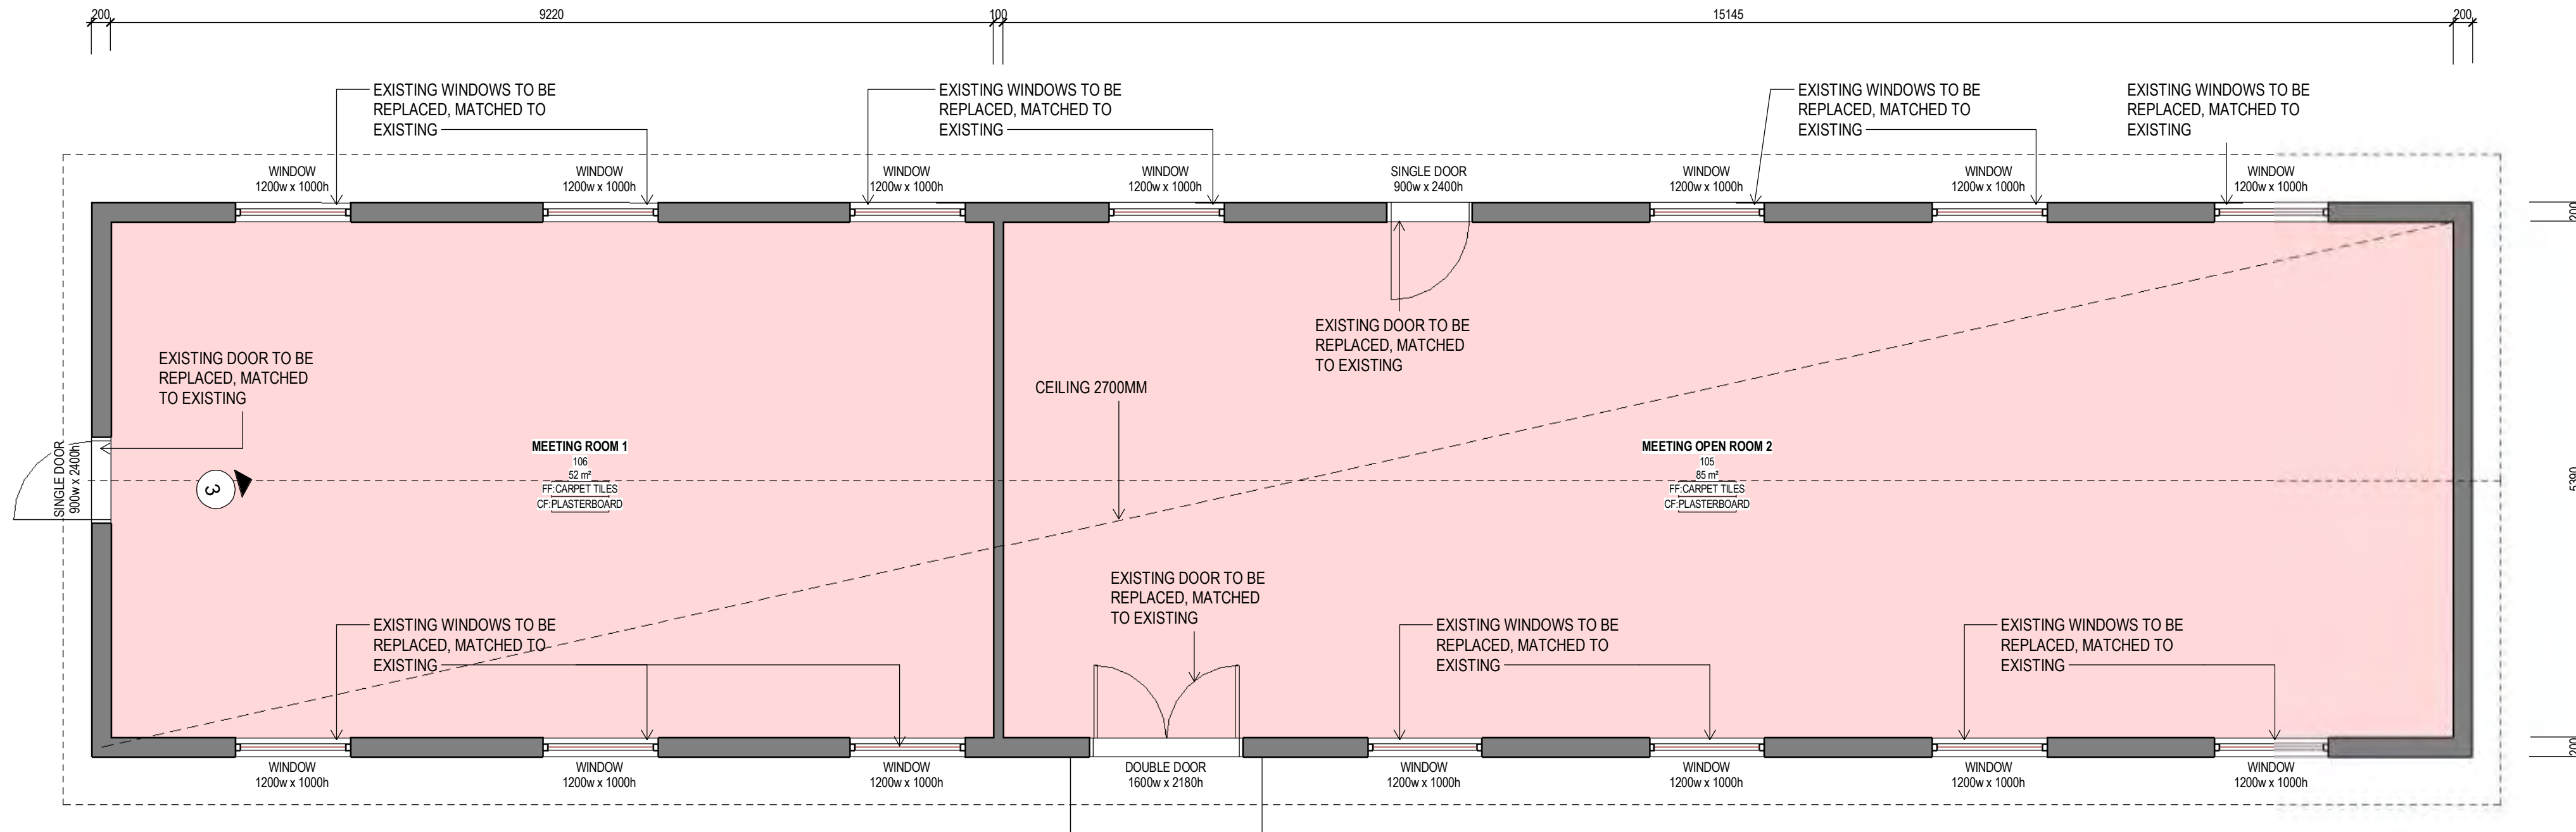 200
9220
100
15145
200
EXISTING WINDOWS TO BE
REPLACED, MATCHED TO
EXISTING
EXISTING WINDOWS TO BE
REPLACED, MATCHED TO
EXISTING
EXISTING WINDOWS TO BE
REPLACED, MATCHED TO
EXISTING
EXISTING WINDOWS TO BE
REPLACED, MATCHED TO
EXISTING
WINDOW
1200w x 1000h
WINDOW
1200w x 1000h
WINDOW
1200w x 1000h
WINDOW
1200w x 1000h
SINGLE DOOR
900w x 2400h
WINDOW
1200w x 1000h
WINDOW
1200w x 1000h
WINDOW
1200w x 1000h
200
EXISTING DOOR TO BE
REPLACED, MATCHED
TO EXISTING
EXISTING DOOR TO BE
REPLACED, MATCHED
TO EXISTING
CEILING 2700MM
SINGLE DOOR
900w x 2400h
3
MEETING ROOM 1
106
52 m²
FF:CARPET TILES
CF:PLASTERBOARD
MEETING OPEN ROOM 2
105
85 m²
FF:CARPET TILES
CF:PLASTERBOARD
5390
EXISTING DOOR TO BE
REPLACED, MATCHED
TO EXISTING
EXISTING WINDOWS TO BE
REPLACED, MATCHED TO
EXISTING
EXISTING WINDOWS TO BE
REPLACED, MATCHED TO
EXISTING
EXISTING WINDOWS TO BE
REPLACED, MATCHED TO
EXISTING
200
WINDOW
1200w x 1000h
WINDOW
1200w x 1000h
WINDOW
1200w x 1000h
DOUBLE DOOR
1600w x 2180h
WINDOW
1200w x 1000h
WINDOW
1200w x 1000h
WINDOW
1200w x 1000h
WINDOW
1200w x 1000h